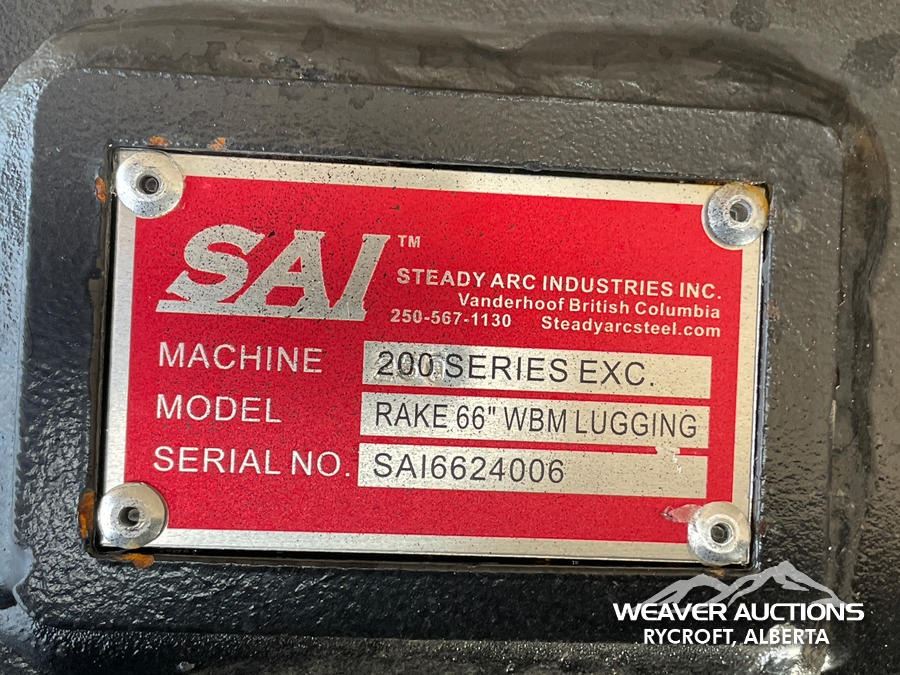 SAI™
STEADY ARC INDUSTRIES INC.
Vanderhoof British Columbia
250-567-1130 Steadyarcsteel.com
MACHINE 200 SERIES EXC.
MODEL RAKE 66" WBM LUGGING
SERIAL NO. SAI6624006
WEAVER AUCTIONS
RYCROFT, ALBERTA